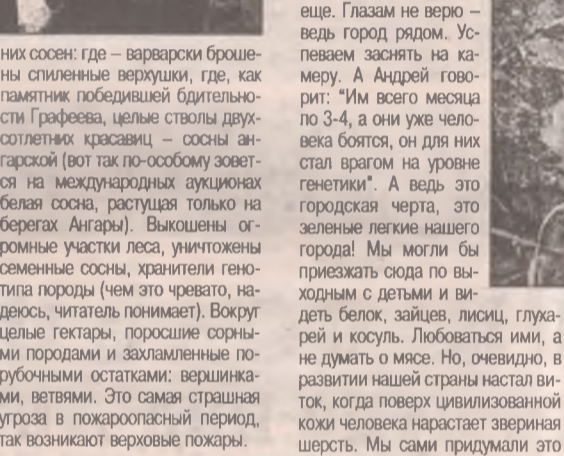 них сосен: где – варварски броше-
ны спиленные верхушки, где, как
памятник победившей бдительно-
сти Графеева, целые стволы двух-
сотлетних красавиц – сосны ан-
гарской (вот так по-особому зовет-
ся на международных аукционах
белая сосна, растущая только на
берегах Ангары). Выкошены ог-
ромные участки леса, уничтожены
семенные сосны, хранители гено-
типа породы (чем это чревато, на-
деюсь, читатель понимает). Вокруг
целые гектары, поросшие сорны-
ми породами и захламленные по-
рубочными остатками: вершинка-
ми, ветвями. Это самая страшная
угроза в пожароопасный период,
так возникают верховые пожары.
еще. Глазам не верю –
ведь город рядом. Ус-
певаем заснять на ка-
меру. А Андрей гово-
рит: "Им всего месяца
по 3-4, а они уже чело-
века боятся, он для них
стал врагом на уровне
генетики". А ведь это
городская черта, это
зеленые легкие нашего
города! Мы могли бы
приезжать сюда по вы-
ходным с детьми и ви-
деть белок, зайцев, лисиц, глуха-
рей и косуль. Любоваться ими, а
не думать о мясе. Но, очевидно, в
развитии нашей страны настал ви-
ток, когда поверх цивилизованной
кожи человека нарастает звериная
шерсть. Мы сами придумали это